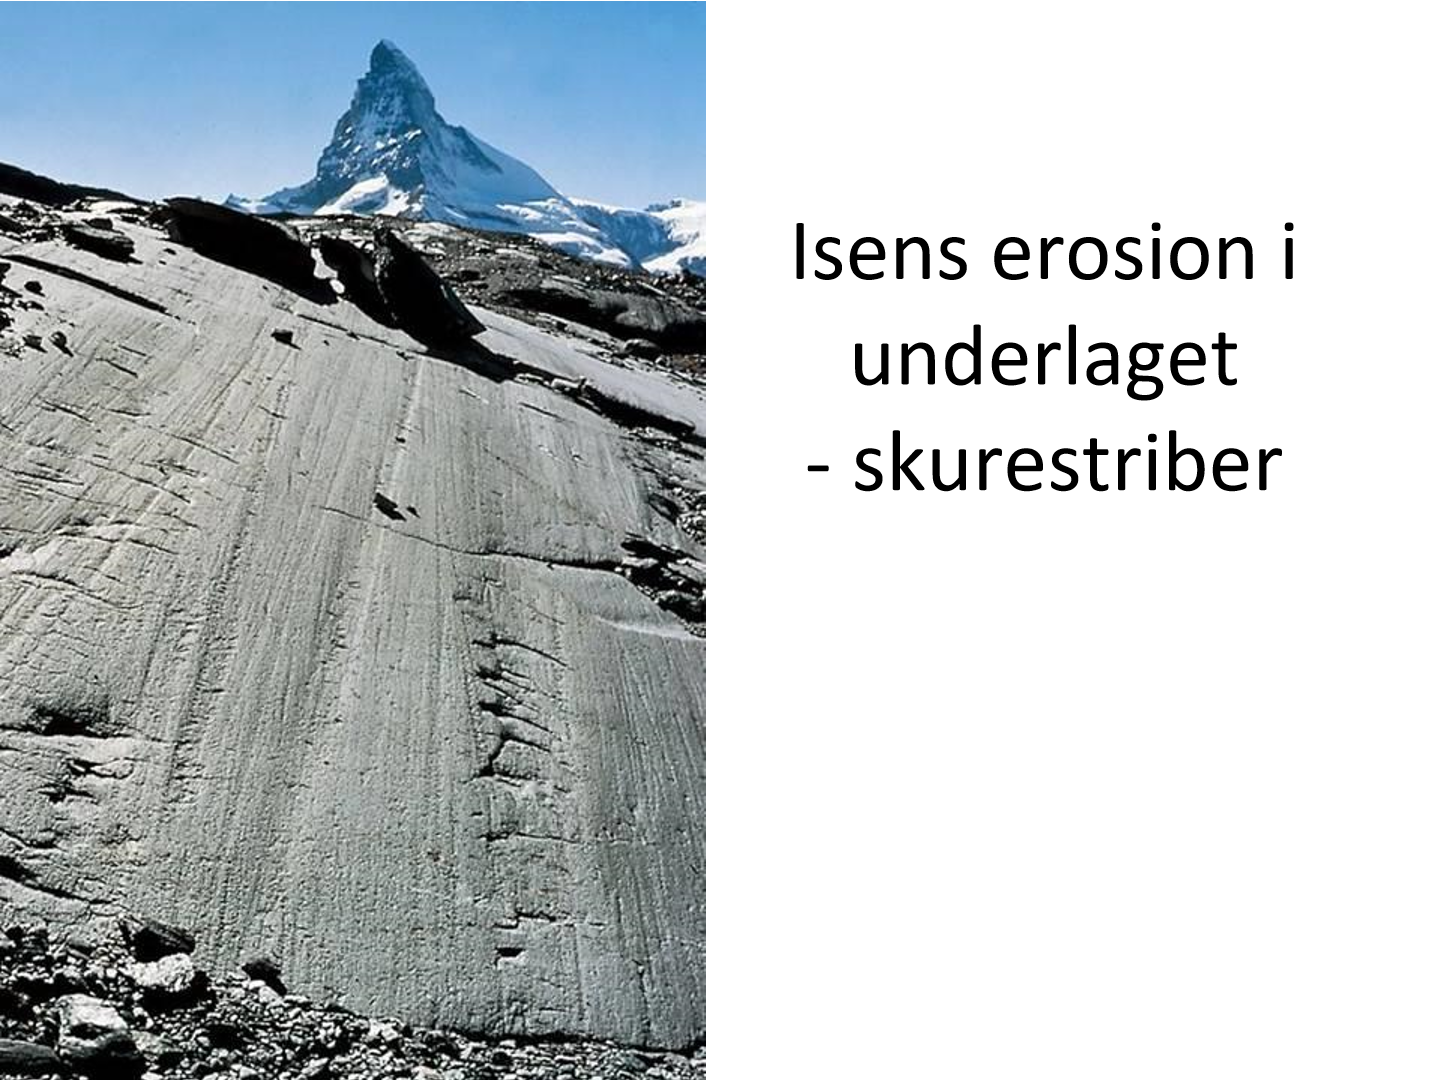 Isens erosion i
underlaget
- skurestriber